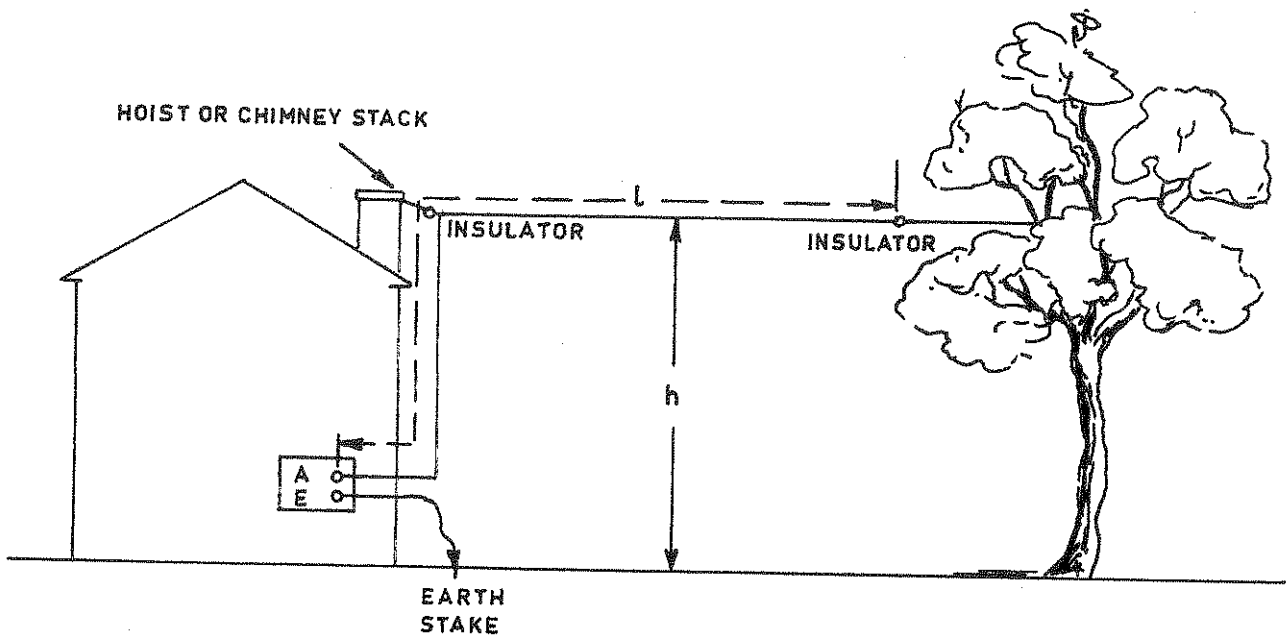 HOIST OR CHIMNEY STACK
l
INSULATOR
INSULATOR
h
A
E
EARTH
STAKE